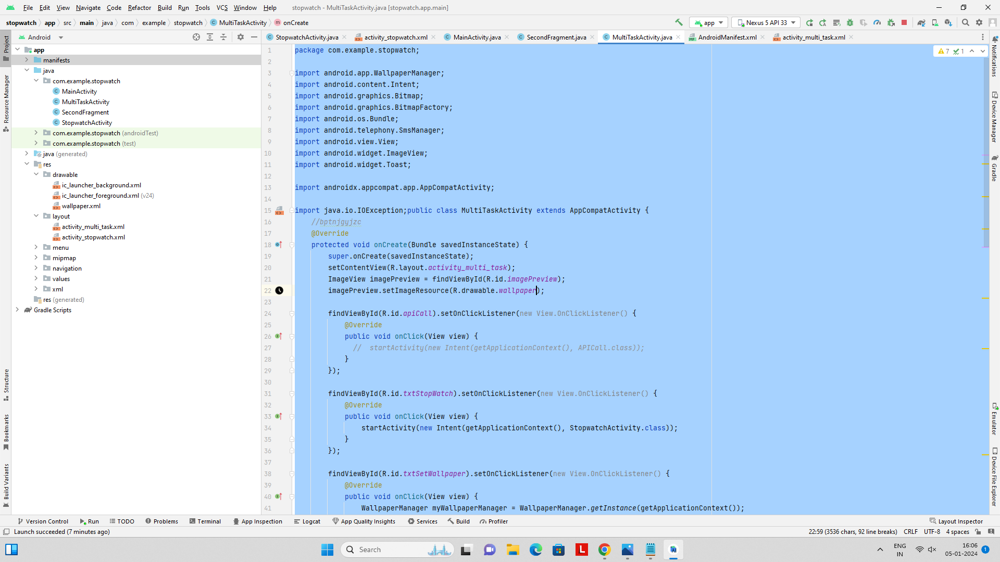 File Edit View Navigate Code Refactor Build Run Tools VCS Window Help stopwatch - MultiTaskActivity.java [stopwatch.app.main]
stopwatch app src main java com example stopwatch MultiTaskActivity onCreate app Nexus 5 API 33
Android StopwatchActivity.java activity_stopwatch.xml MainActivity.java SecondFragment.java MultiTaskActivity.java AndroidManifest.xml activity_multi_task.xml
Project
Resource Manager
Structure
Bookmarks
Build Variants
app
manifests
java
com.example.stopwatch
MainActivity
MultiTaskActivity
SecondFragment
StopwatchActivity
com.example.stopwatch (androidTest)
com.example.stopwatch (test)
java (generated)
res
drawable
ic_launcher_background.xml
ic_launcher_foreground.xml (v24)
wallpaper.xml
layout
activity_multi_task.xml
activity_stopwatch.xml
menu
mipmap
navigation
values
xml
res (generated)
Gradle Scripts
7 1
1 package com.example.stopwatch;
2
3 import android.app.WallpaperManager;
4 import android.content.Intent;
5 import android.graphics.Bitmap;
6 import android.graphics.BitmapFactory;
7 import android.os.Bundle;
8 import android.telephony.SmsManager;
9 import android.view.View;
10 import android.widget.ImageView;
11 import android.widget.Toast;
12
13 import androidx.appcompat.app.AppCompatActivity;
14
15 import java.io.IOException;public class MultiTaskActivity extends AppCompatActivity {
16 //bptnjgyjzc
17 @Override
18 protected void onCreate(Bundle savedInstanceState) {
19 super.onCreate(savedInstanceState);
20 setContentView(R.layout.activity_multi_task);
21 ImageView imagePreview = findViewById(R.id.imagePreview);
22 imagePreview.setImageResource(R.drawable.wallpaper);
23
24 findViewById(R.id.apiCall).setOnClickListener(new View.OnClickListener() {
25 @Override
26 public void onClick(View view) {
27 // startActivity(new Intent(getApplicationContext(), APICall.class));
28 }
29 });
30
31 findViewById(R.id.txtStopWatch).setOnClickListener(new View.OnClickListener() {
32 @Override
33 public void onClick(View view) {
34 startActivity(new Intent(getApplicationContext(), StopwatchActivity.class));
35 }
36 });
37
38 findViewById(R.id.txtSetWallpaper).setOnClickListener(new View.OnClickListener() {
39 @Override
40 public void onClick(View view) {
41 WallpaperManager myWallpaperManager = WallpaperManager.getInstance(getApplicationContext());
Notifications
Device Manager
Gradle
Emulator
Device File Explorer
Version Control Run TODO Problems Terminal App Inspection Logcat App Quality Insights Services Build Profiler Layout Inspector
Launch succeeded (7 minutes ago) 22:59 (3536 chars, 92 line breaks) CRLF UTF-8 4 spaces
Search L ENG IN 16:06 05-01-2024 1